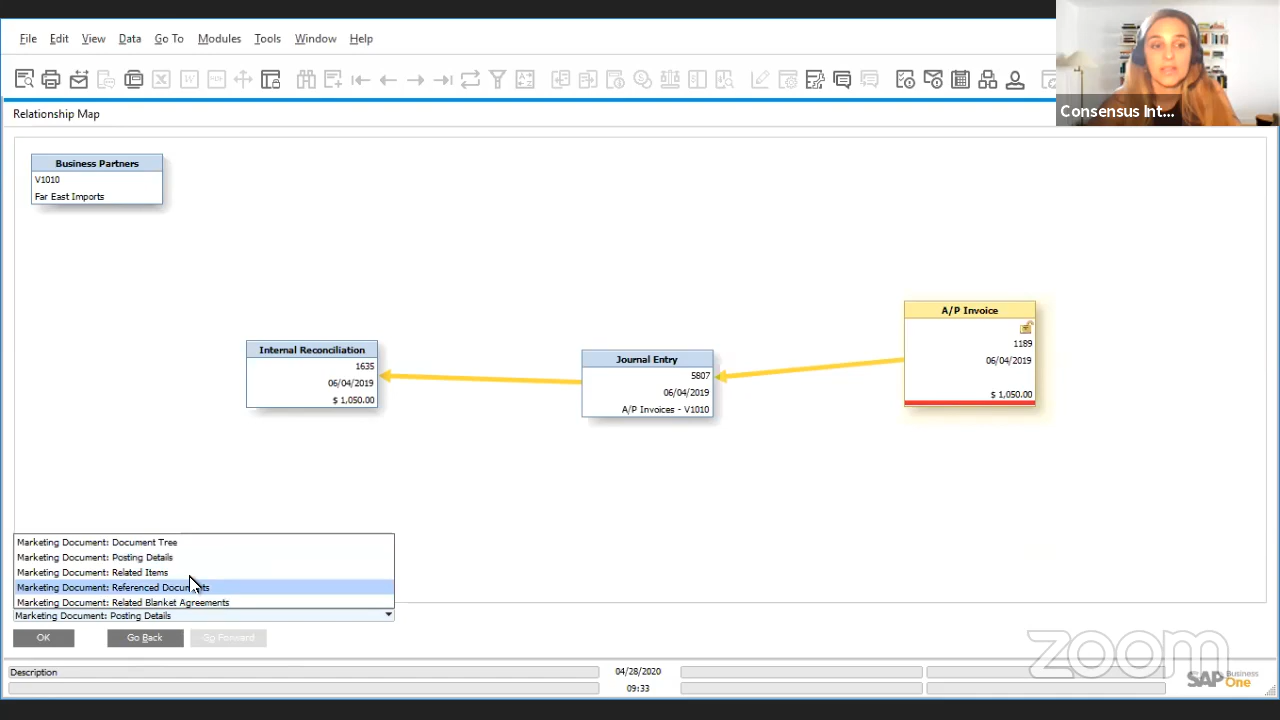 File Edit View Data Go To Modules Tools Window Help
Consensus Int...
Relationship Map
Business Partners
V1010
Far East Imports
Internal Reconciliation
1635
06/04/2019
$ 1,050.00
Journal Entry
5807
06/04/2019
A/P Invoices - V1010
A/P Invoice
1189
06/04/2019
$ 1,050.00
Marketing Document: Document Tree
Marketing Document: Posting Details
Marketing Document: Related Items
Marketing Document: Referenced Documents
Marketing Document: Related Blanket Agreements
Marketing Document: Posting Details
OK Go Back Go Forward
zoom
Description 04/28/2020
09:33
SAP Business One